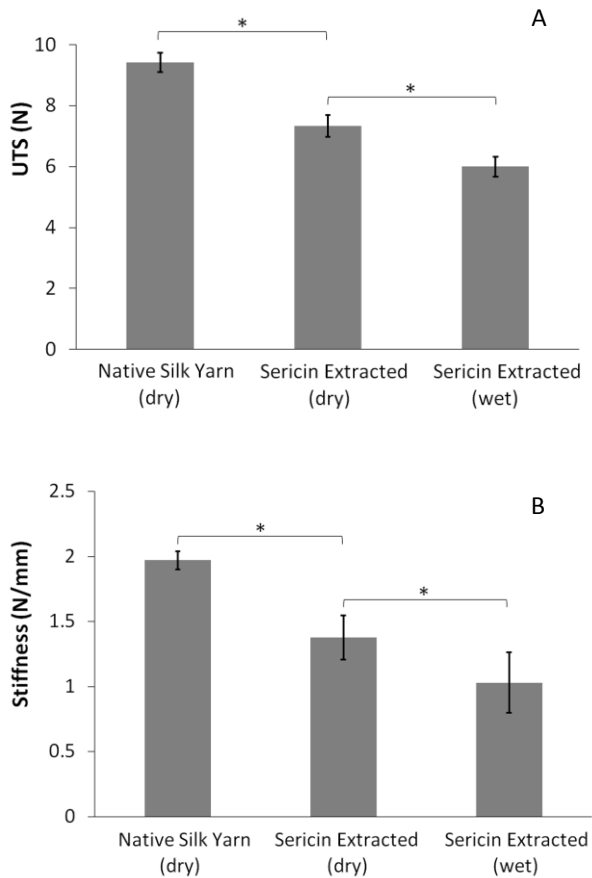 A
*
*
10
8
6
4
2
0
UTS (N)
Native Silk Yarn
(dry)
Sericin Extracted
(dry)
Sericin Extracted
(wet)
B
2.5
*
2
*
1.5
1
0.5
0
Stiffness (N/mm)
Native Silk Yarn
(dry)
Sericin Extracted
(dry)
Sericin Extracted
(wet)